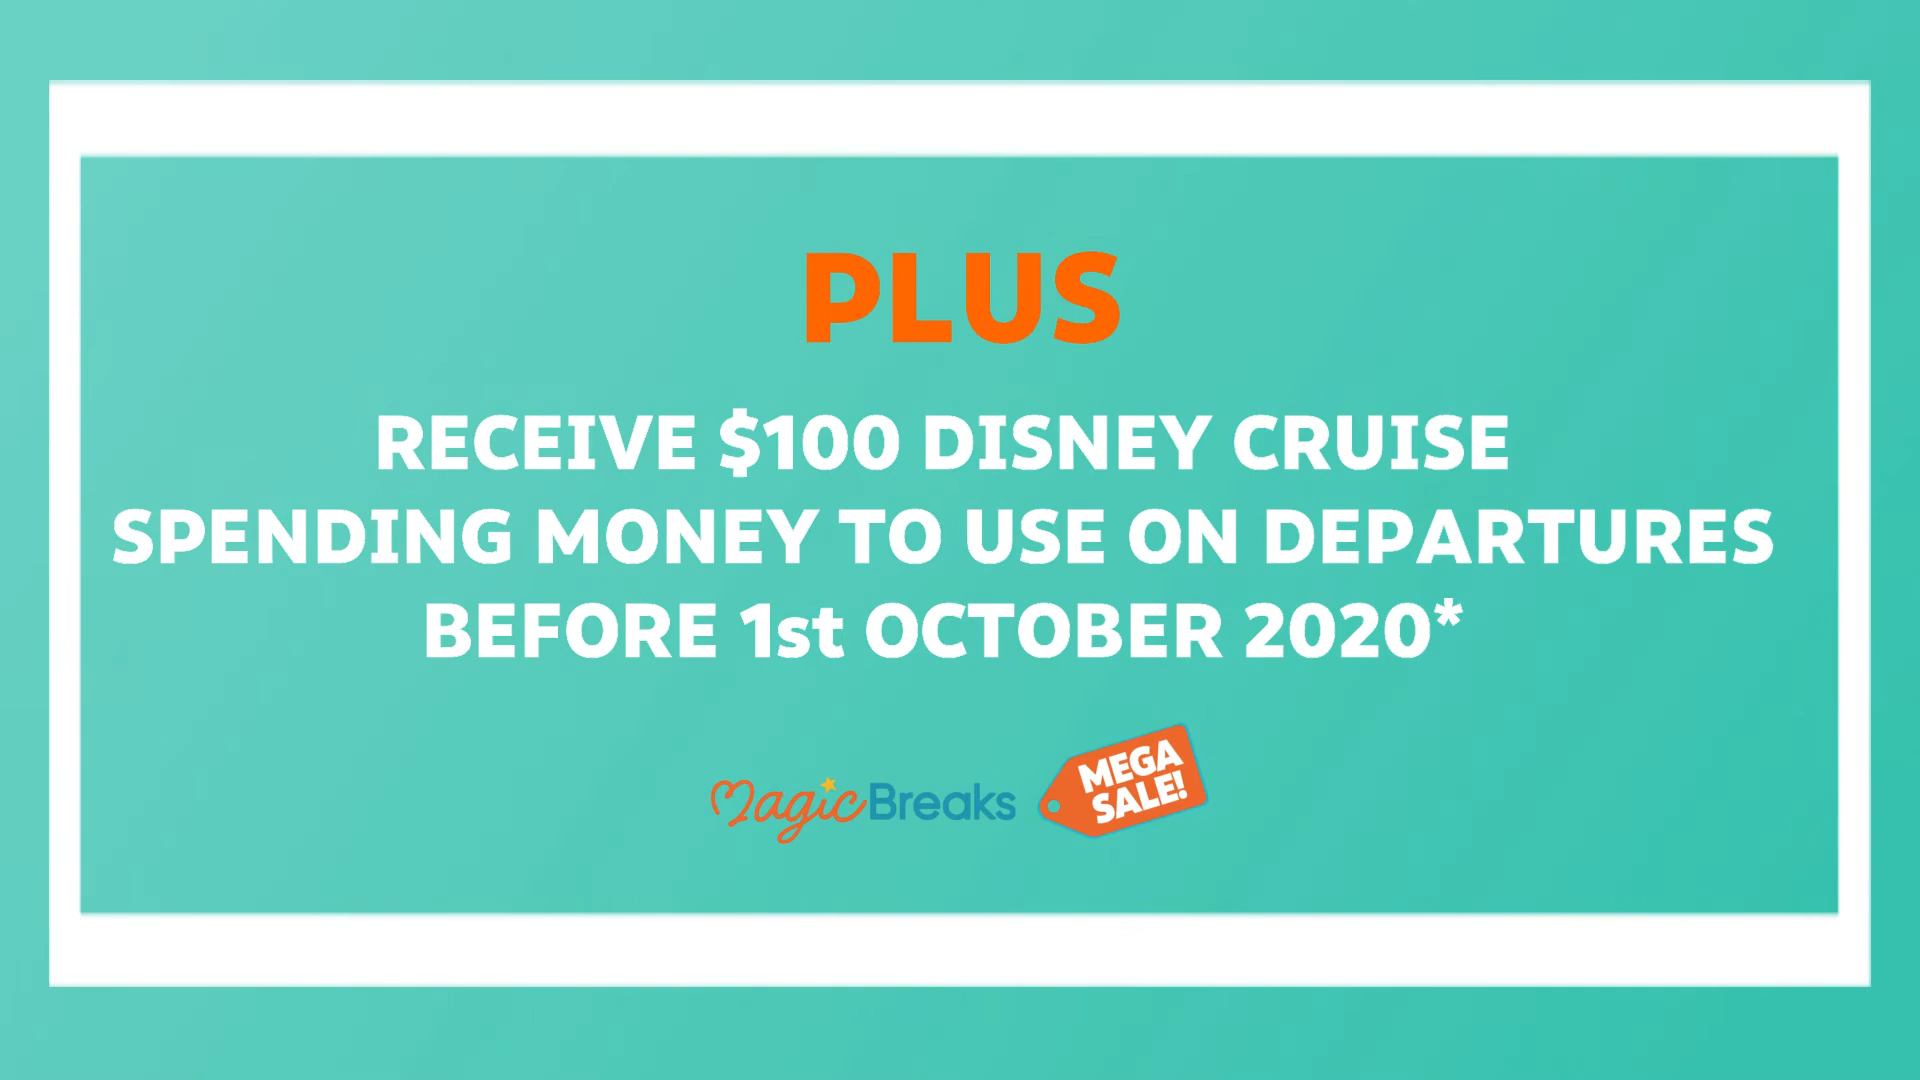 PLUS
RECEIVE $100 DISNEY CRUISE
SPENDING MONEY TO USE ON DEPARTURES
BEFORE 1st OCTOBER 2020*
MagicBreaks
MEGA
SALE!